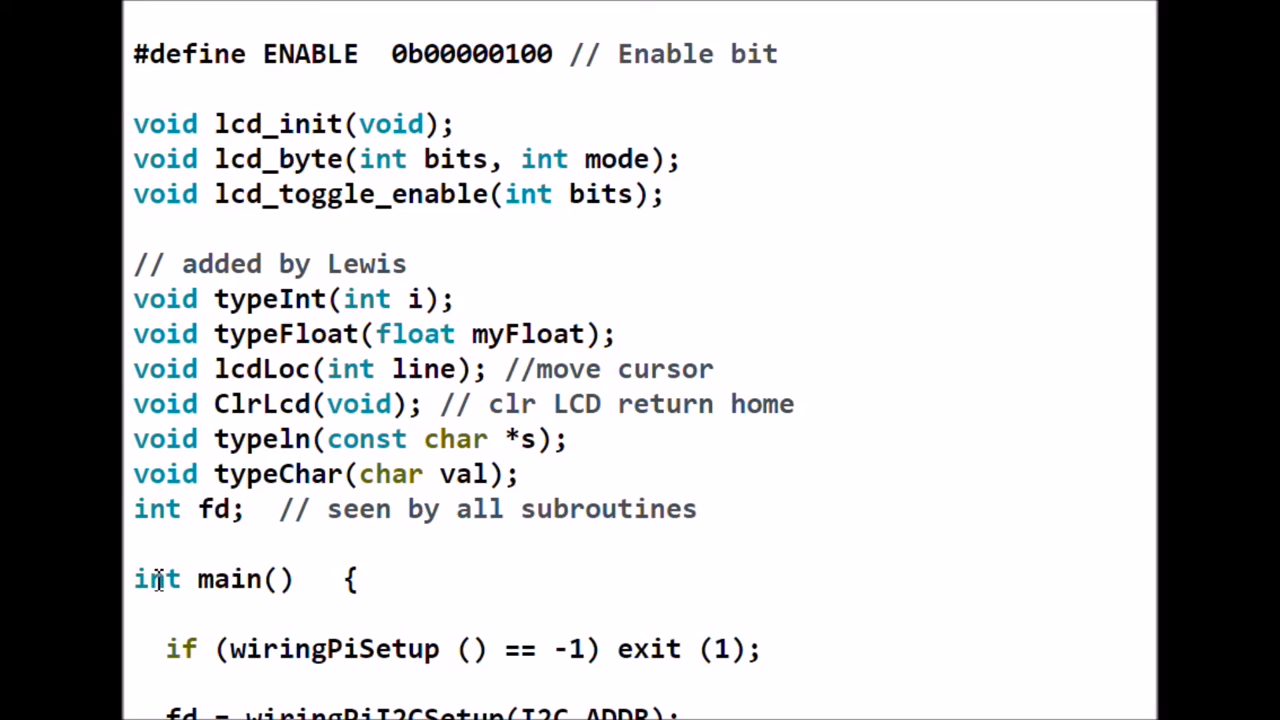 #define ENABLE  0b00000100 // Enable bit
void lcd_init(void);
void lcd_byte(int bits, int mode);
void lcd_toggle_enable(int bits);
// added by Lewis
void typeInt(int i);
void typeFloat(float myFloat);
void lcdLoc(int line); //move cursor
void ClrLcd(void); // clr LCD return home
void typeln(const char *s);
void typeChar(char val);
int fd;  // seen by all subroutines
int main()   {
if (wiringPiSetup () == -1) exit (1);
fd = wiringPiI2CSetup(I2C_ADDR);